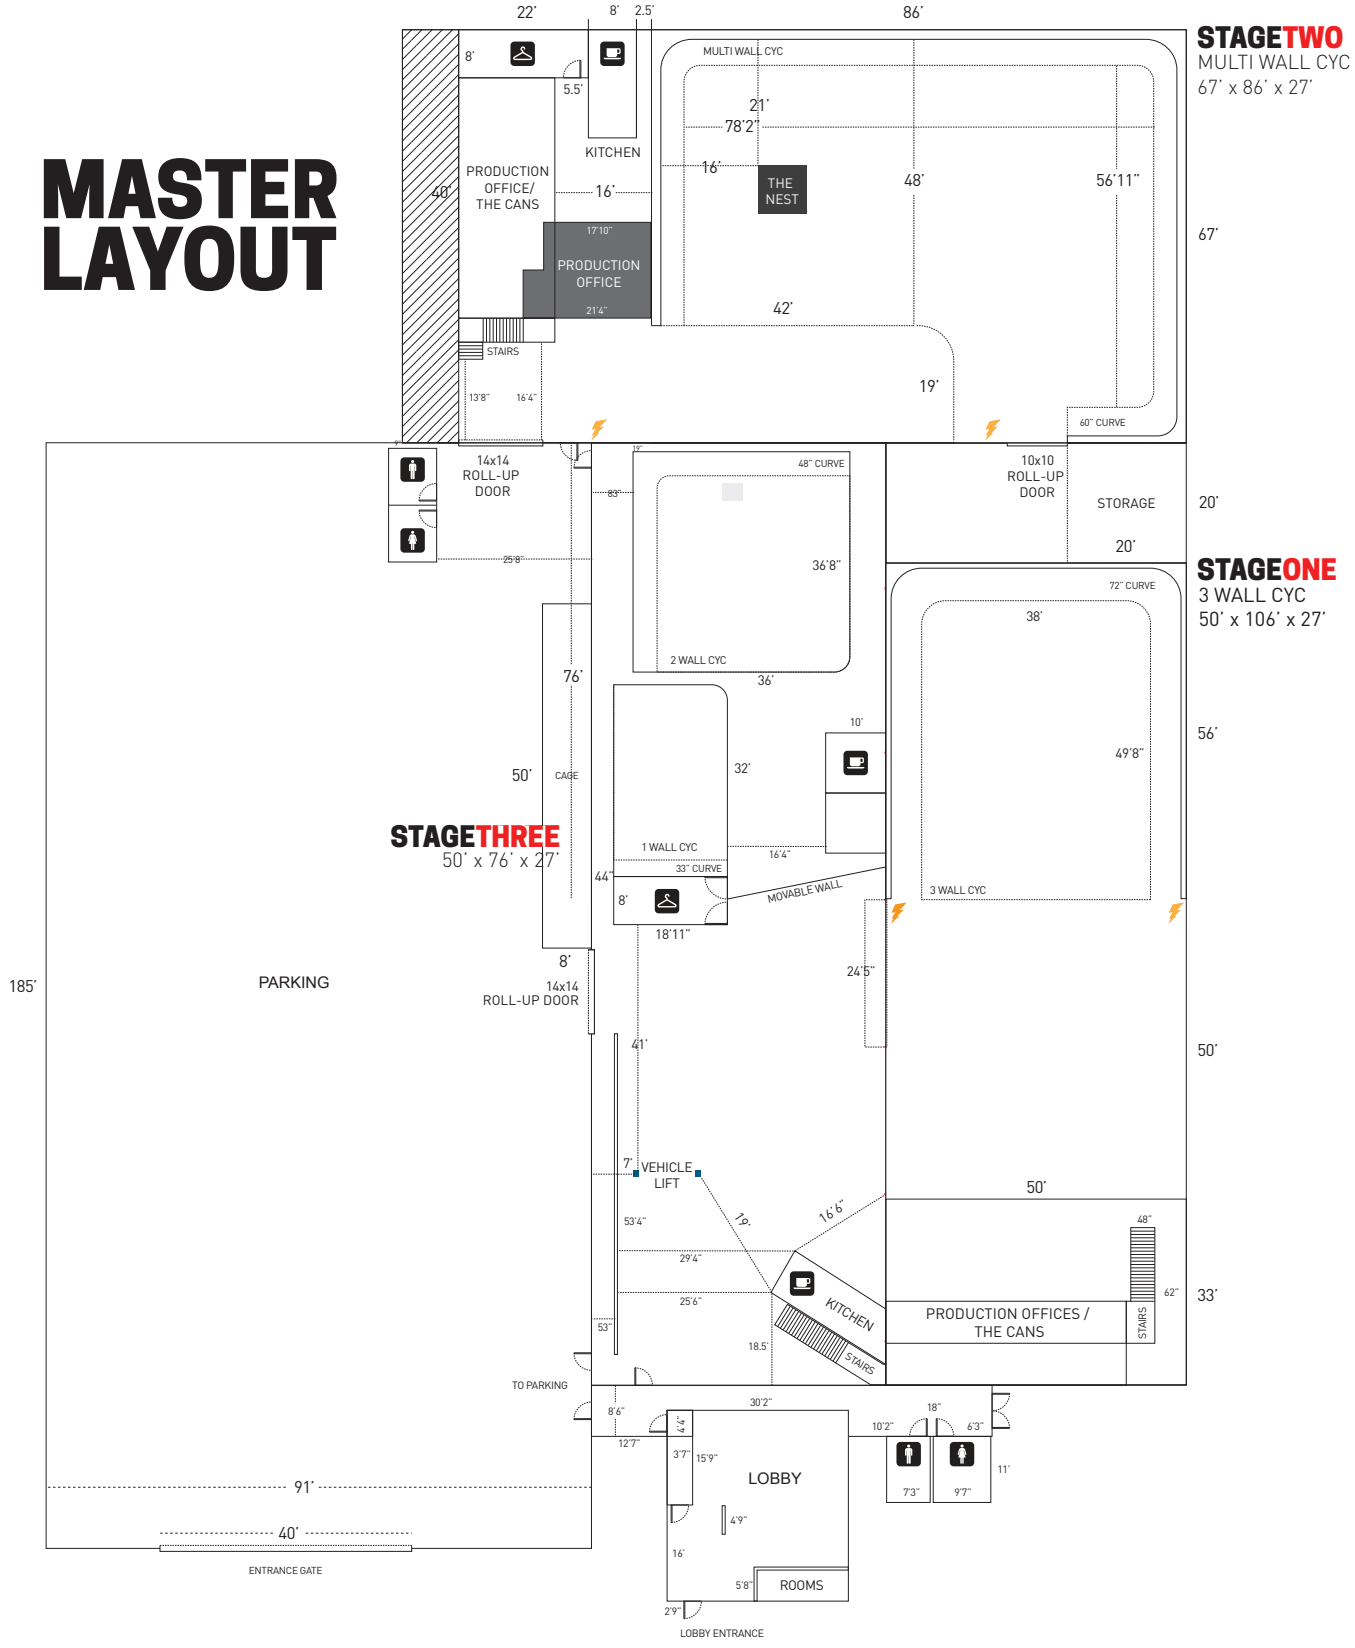 22’
8’
2.5’
86’
STAGETWO
MULTI WALL CYC
67’ x 86’ x 27’
MASTER
LAYOUT
8’
5.5’
KITCHEN
MULTI WALL CYC
21’
78’2”
16’
THE
NEST
48’
56’11”
67’
PRODUCTION
OFFICE/
THE CANS
40’
16’
17’10”
PRODUCTION
OFFICE
21’4”
42’
STAIRS
13’8”
16’4”
19’
60” CURVE
9”
14x14
ROLL-UP
DOOR
19”
48” CURVE
10x10
ROLL-UP
DOOR
STORAGE
20’
20’
83”
25’8”
36’8”
STAGEONE
3 WALL CYC
50’ x 106’ x 27’
72” CURVE
38’
2 WALL CYC
36’
76’
10’
56’
49’8”
32’
50’
CAGE
STAGETHREE
50’ x 76’ x 27’
1 WALL CYC
33” CURVE
16’4”
44”
8’
18’11”
MOVABLE WALL
3 WALL CYC
8’
14x14
ROLL-UP DOOR
24’5”
PARKING
185’
41’
50’
7’
VEHICLE
LIFT
53’4”
19’
16’6”
50’
48”
29’4”
25’6”
62”
33’
KITCHEN
PRODUCTION OFFICES /
THE CANS
STAIRS
53”
18.5’
STAIRS
TO PARKING
8’6”
12’7”
30’2”
4’4”
3’7”
15’9”
LOBBY
10’2”
18”
6’3”
7’3”
9’7”
11’
91’
40’
ENTRANCE GATE
4’9”
16’
5’8”
ROOMS
2’9”
LOBBY ENTRANCE